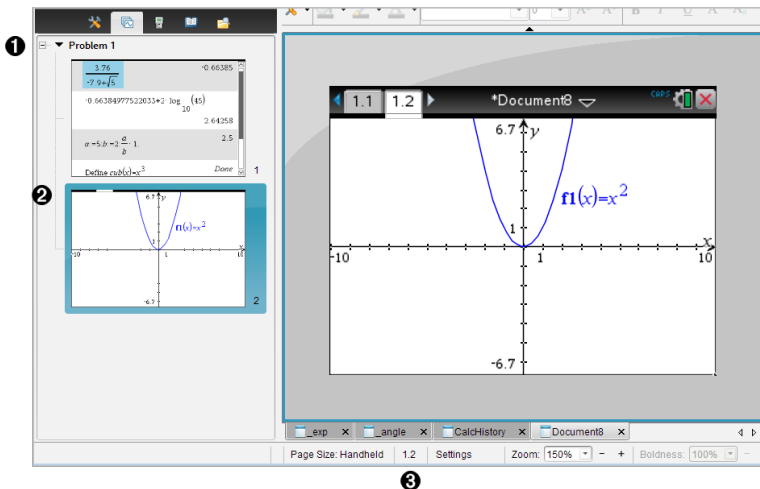 0
B I U A A
❶
Problem 1
3.76
-7.9+√5
-0.66385
-0.66384977522033+2·log₁₀(45)
2.64258
a:=5:b:=2·a/b·1.
2.5
Define cub(x)=x³
Done
1
❷
6.7 y
f1(x)=x²
1
x
-10
1
10
-6.7
2
1.1 1.2 *Document8 CAPS
6.7 y
f1(x)=x²
1
x
-10
1
10
-6.7
_exp _angle CalcHistory Document8
Page Size: Handheld 1.2 Settings Zoom: 150% - + Boldness: 100% -
❸